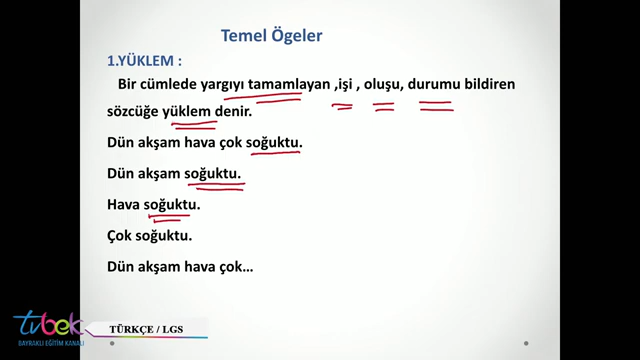 Temel Ögeler
1.YÜKLEM :
Bir cümlede yargıyı tamamlayan ,işi , oluşu, durumu bildiren
sözcüğe yüklem denir.
Dün akşam hava çok soğuktu.
Dün akşam soğuktu.
Hava soğuktu.
Çok soğuktu.
Dün akşam hava çok…
tvbek
BAYRAKLI EĞİTİM KANALI
TÜRKÇE / LGS